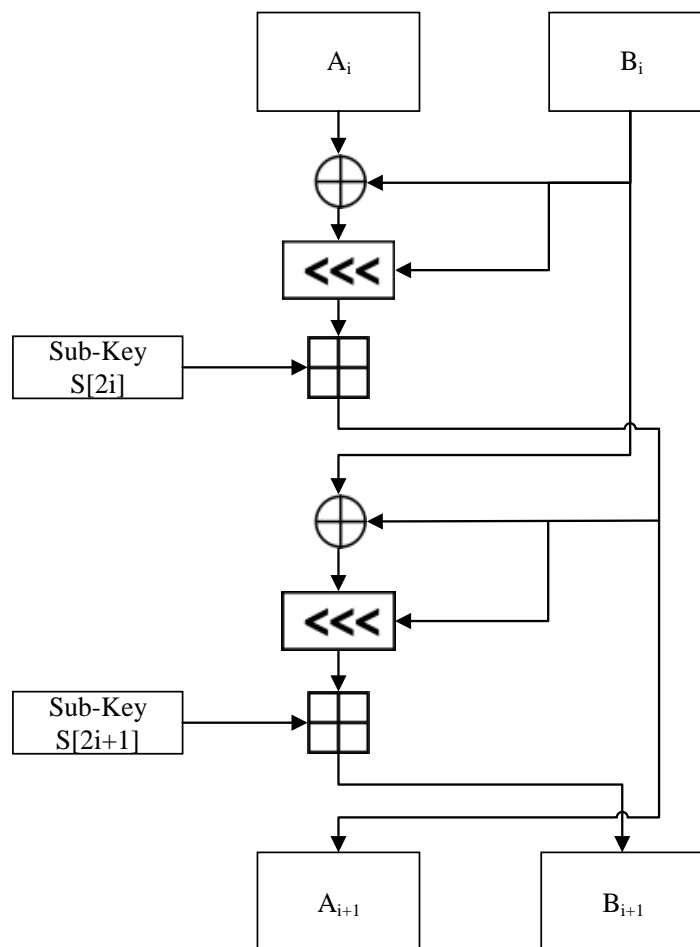 Aᵢ
Bᵢ
<<<
Sub-Key
S[2i]
<<<
Sub-Key
S[2i+1]
Aᵢ₊₁
Bᵢ₊₁